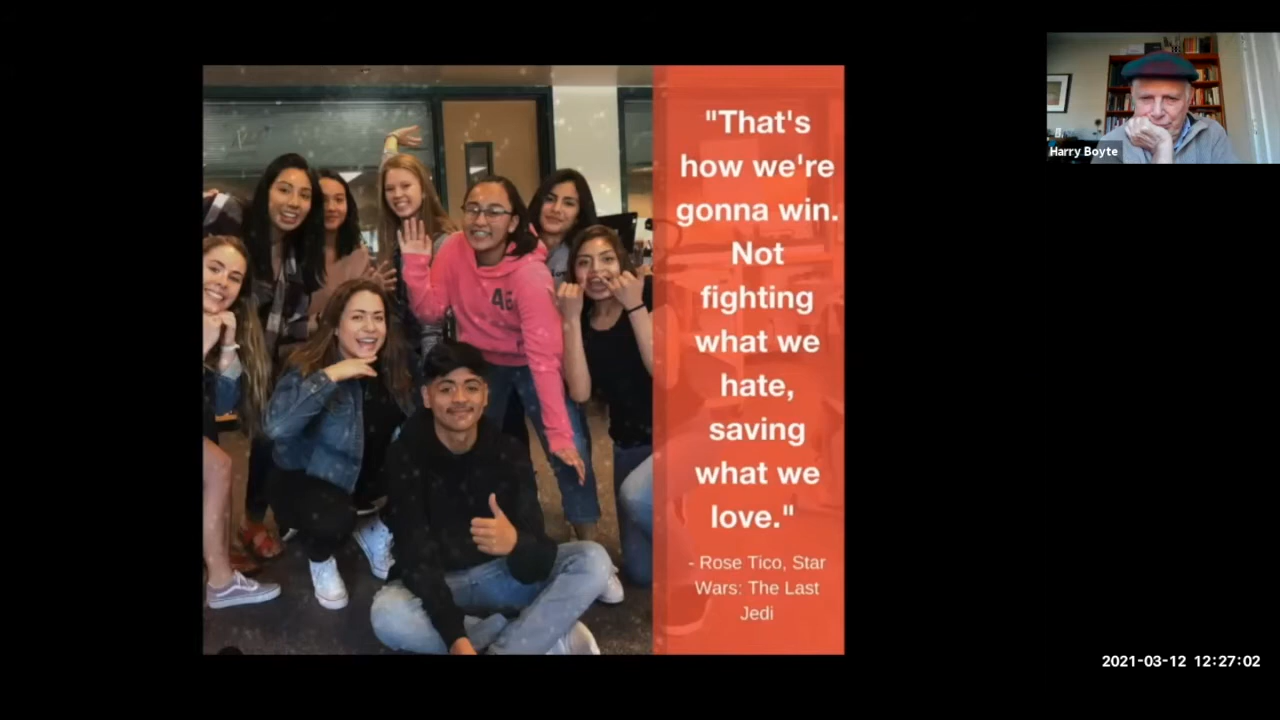 "That's
how we're
gonna win.
Not
fighting
what we
hate,
saving
what we
love."
- Rose Tico, Star
Wars: The Last
Jedi
Harry Boyte
2021-03-12 12:27:02